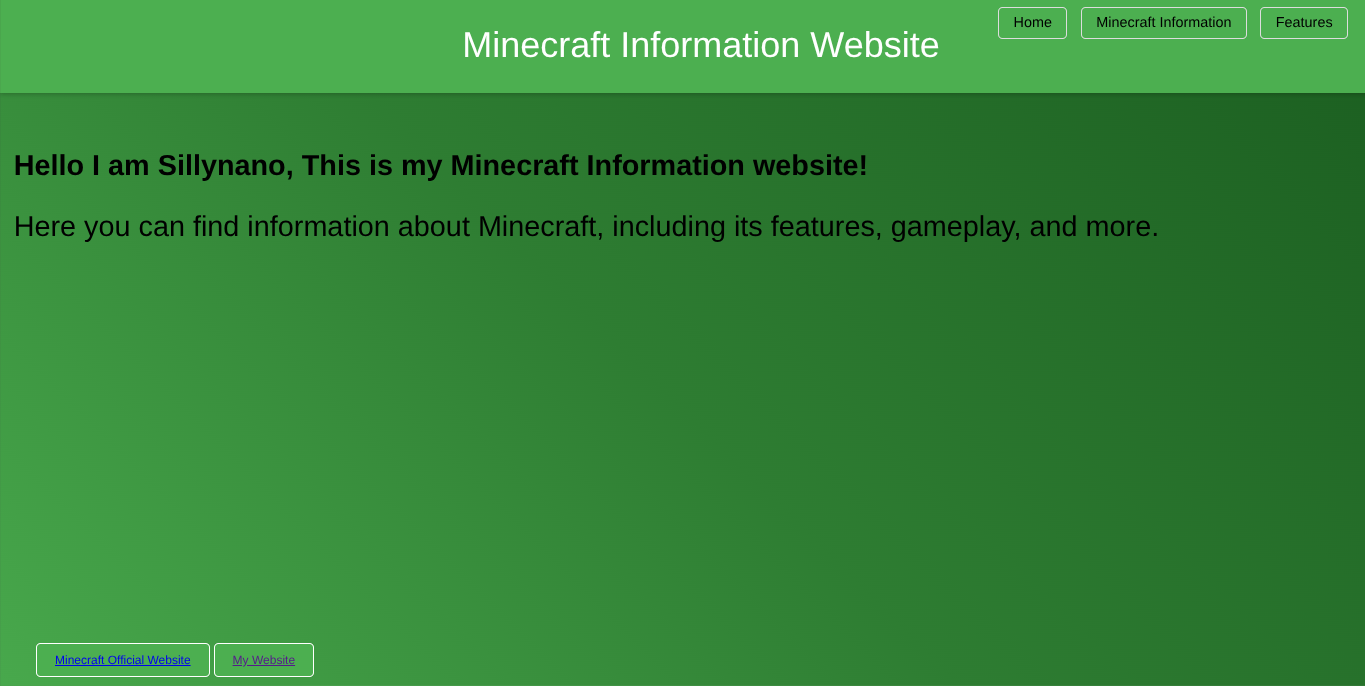 Minecraft Information Website
Home
Minecraft Information
Features
Hello I am Sillynano, This is my Minecraft Information website!
Here you can find information about Minecraft, including its features, gameplay, and more.
Minecraft Official Website
My Website